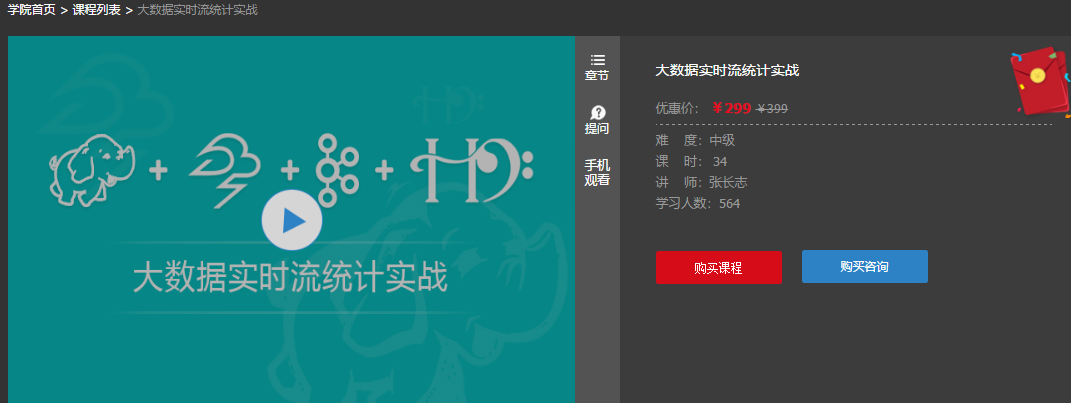 学院首页 > 课程列表 > 大数据实时流统计实战
+ + + H
大数据实时流统计实战
章节
提问
手机
观看
大数据实时流统计实战
优惠价: ¥299 ¥399
难 度: 中级
课 时: 34
讲 师: 张长志
学习人数: 564
购买课程
购买咨询